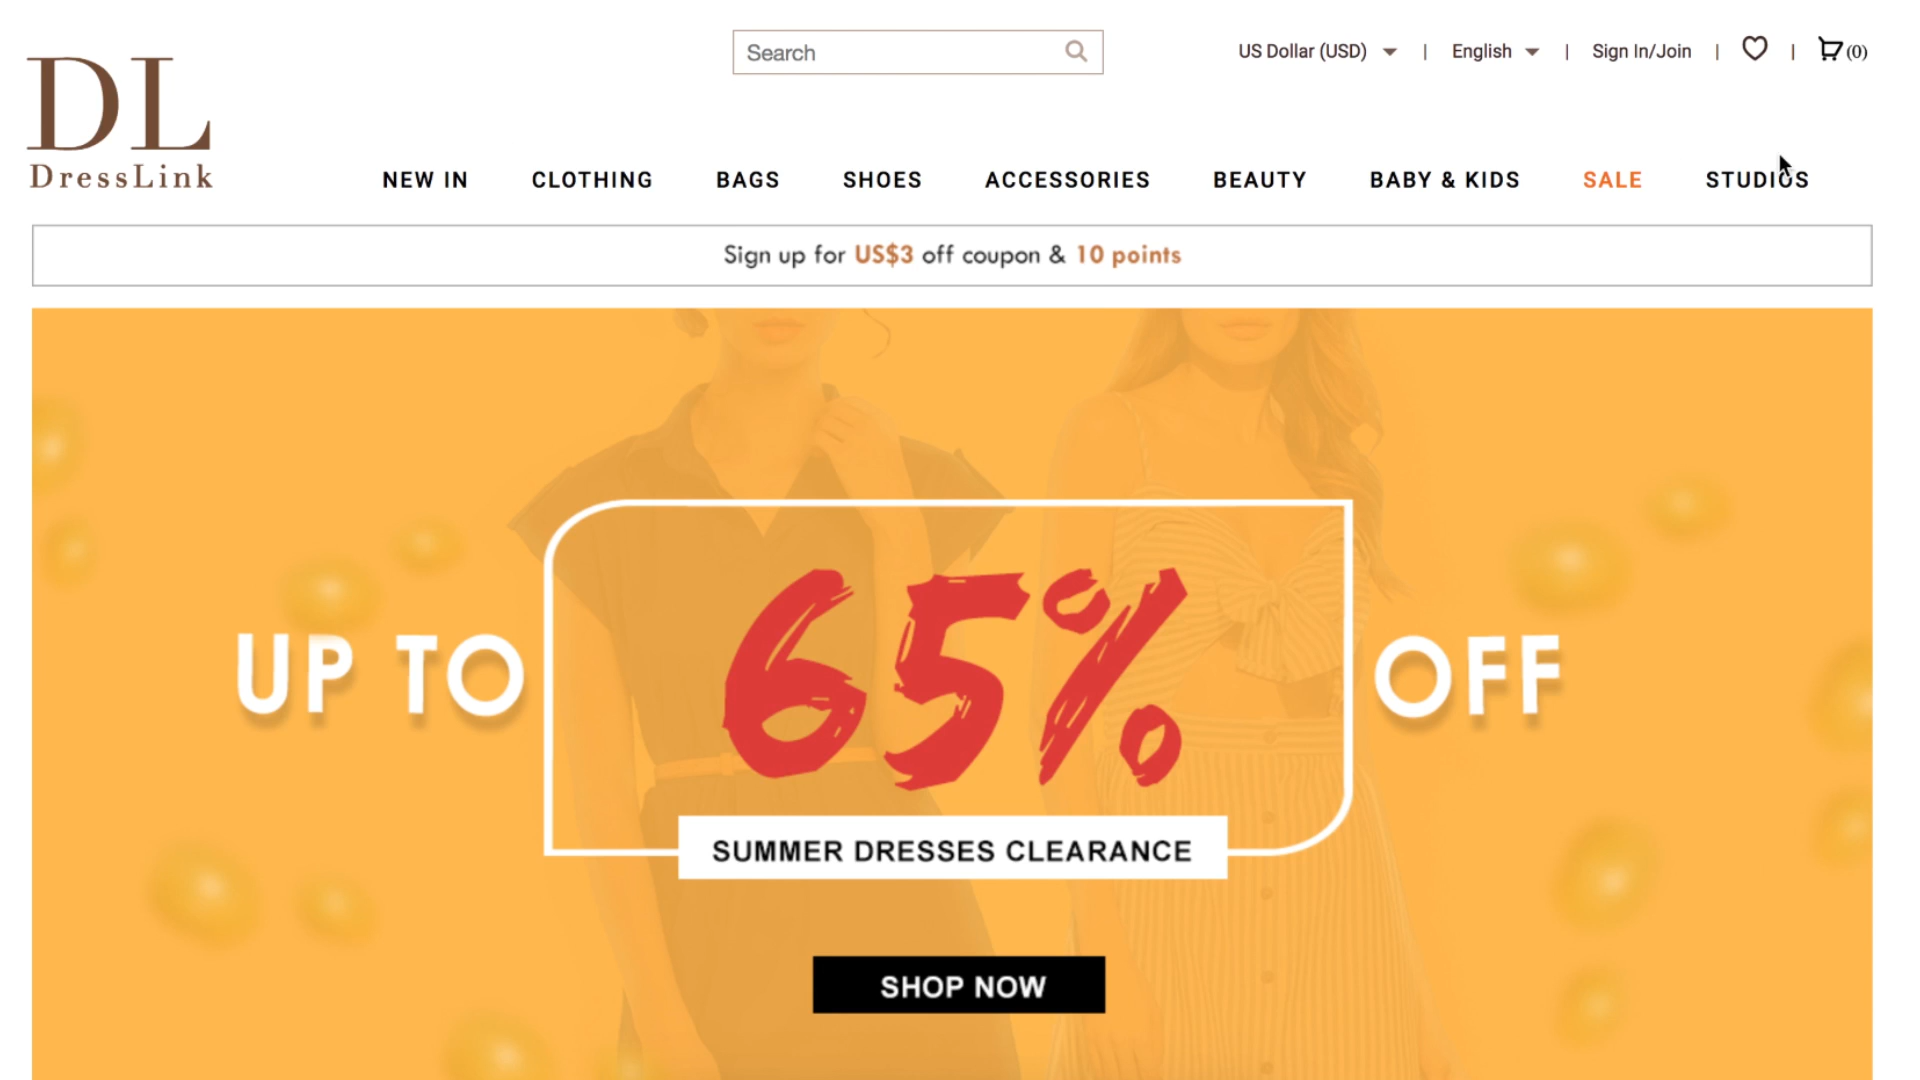 Search
US Dollar (USD) | English | Sign In/Join | | (0)
DL
DressLink
NEW IN CLOTHING BAGS SHOES ACCESSORIES BEAUTY BABY & KIDS SALE STUDIOS
Sign up for US$3 off coupon & 10 points
UP TO 65% OFF
SUMMER DRESSES CLEARANCE
SHOP NOW